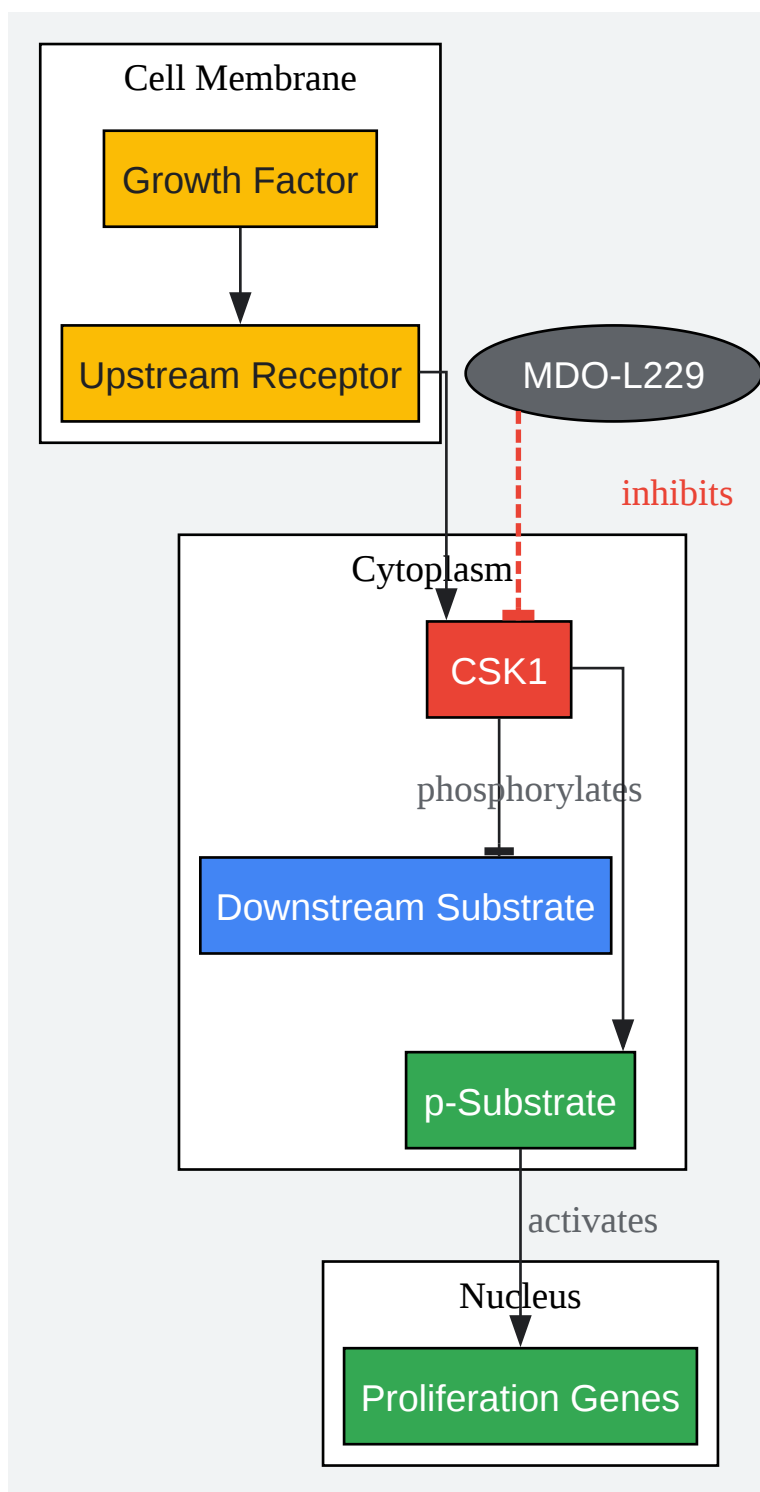 Cell Membrane
Growth Factor
Upstream Receptor
MDO-L229
inhibits
Cytoplasm
CSK1
phosphorylates
Downstream Substrate
p-Substrate
activates
Nucleus
Proliferation Genes